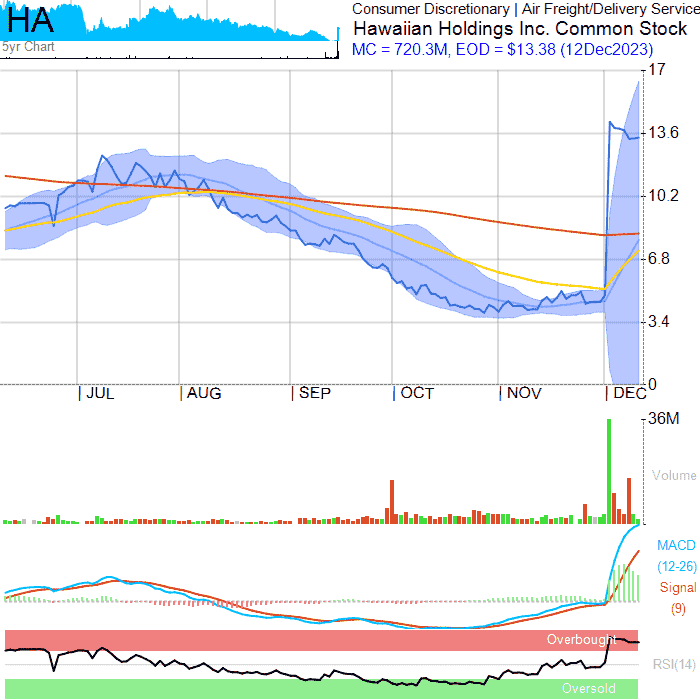 HA
Consumer Discretionary | Air Freight/Delivery Service
Hawaiian Holdings Inc. Common Stock
5yr Chart
MC = 720.3M, EOD = $13.38 (12Dec2023)
17
13.6
10.2
6.8
3.4
0
| JUL
| AUG
| SEP
| OCT
| NOV
| DEC
36M
Volume
MACD
(12-26)
Signal
(9)
Overbought
RSI(14)
Oversold